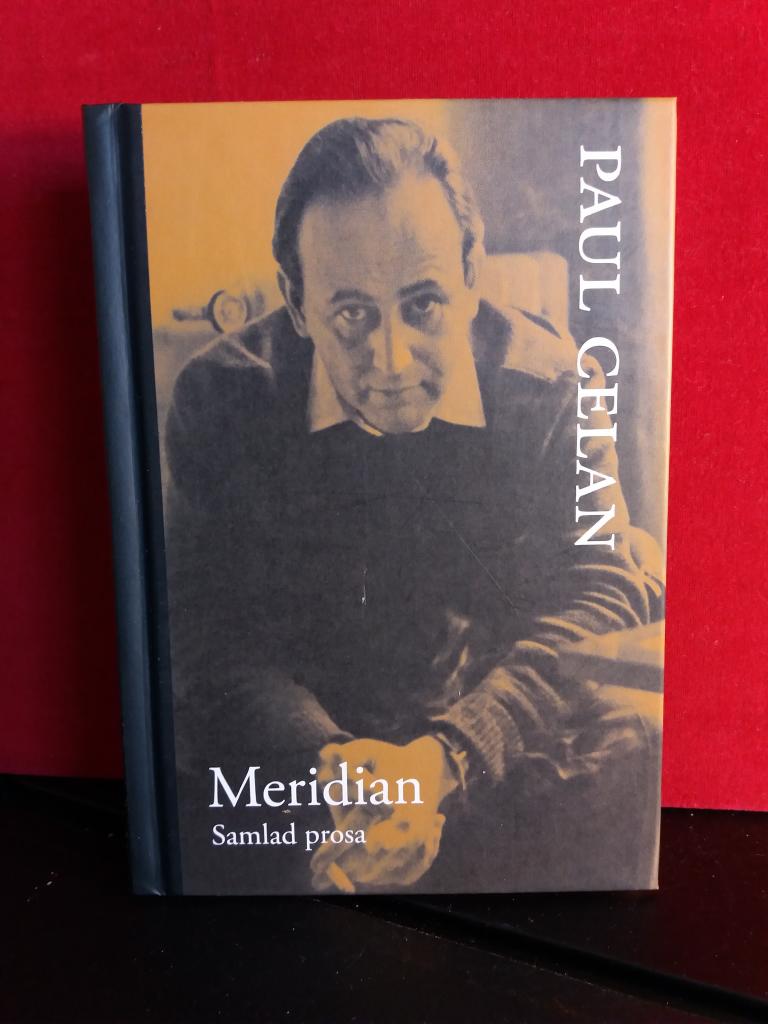 PAUL CELAN
Meridian
Samlad prosa